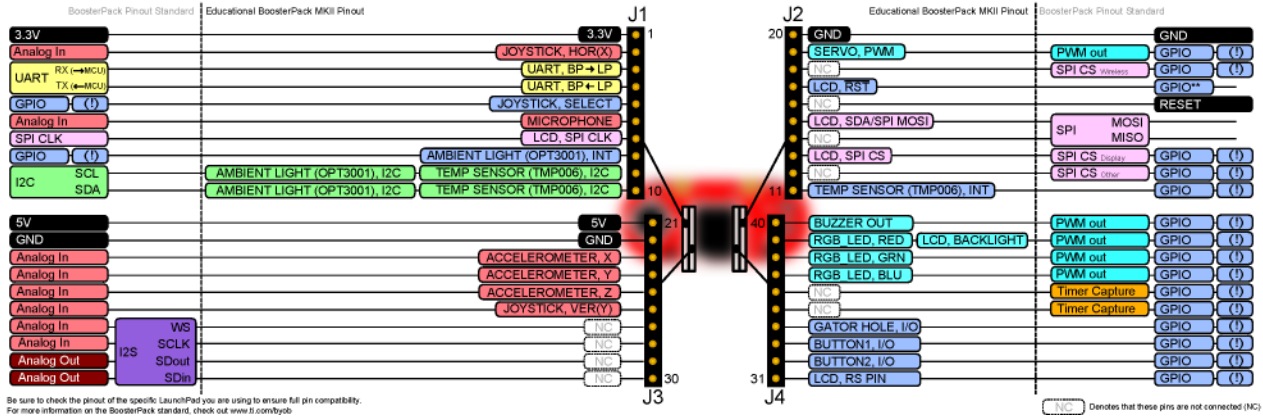 BoosterPack Pinout Standard Educational BoosterPack MKII Pinout J1 J2 Educational BoosterPack MKII Pinout BoosterPack Pinout Standard
3.3V 3.3V 1 20 GND GND
Analog In JOYSTICK, HOR(X) SERVO, PWM PWM out GPIO (!)
UART RX (→MCU) UART, BP → LP NC SPI CS Wireless GPIO (!)
TX (←MCU) UART, BP ← LP LCD, RST GPIO**
GPIO (!) JOYSTICK, SELECT NC RESET
Analog In MICROPHONE LCD, SDA/SPI MOSI SPI MOSI
SPI CLK LCD, SPI CLK NC MISO
GPIO (!) AMBIENT LIGHT (OPT3001), INT LCD, SPI CS SPI CS Display GPIO (!)
I2C SCL AMBIENT LIGHT (OPT3001), I2C TEMP SENSOR (TMP006), I2C NC SPI CS Other GPIO (!)
SDA AMBIENT LIGHT (OPT3001), I2C TEMP SENSOR (TMP006), I2C 10 11 TEMP SENSOR (TMP006), INT GPIO (!)
5V 5V 21 40 BUZZER OUT PWM out GPIO (!)
GND GND RGB LED, RED LCD, BACKLIGHT PWM out GPIO (!)
Analog In ACCELEROMETER, X RGB LED, GRN PWM out GPIO (!)
Analog In ACCELEROMETER, Y RGB LED, BLU PWM out GPIO (!)
Analog In ACCELEROMETER, Z NC Timer Capture GPIO (!)
Analog In JOYSTICK, VER(Y) NC Timer Capture GPIO (!)
Analog In I2S WS NC GATOR HOLE, I/O GPIO (!)
Analog In SCLK NC BUTTON1, I/O GPIO (!)
Analog Out SDout NC BUTTON2, I/O GPIO (!)
Analog Out SDin NC 30 31 LCD, RS PIN GPIO (!)
J3 J4
Be sure to check the pinout of the specific LaunchPad you are using to ensure full pin compatibility.
For more information on the BoosterPack standard, check out www.ti.com/byob
NC Denotes that these pins are not connected (NC)